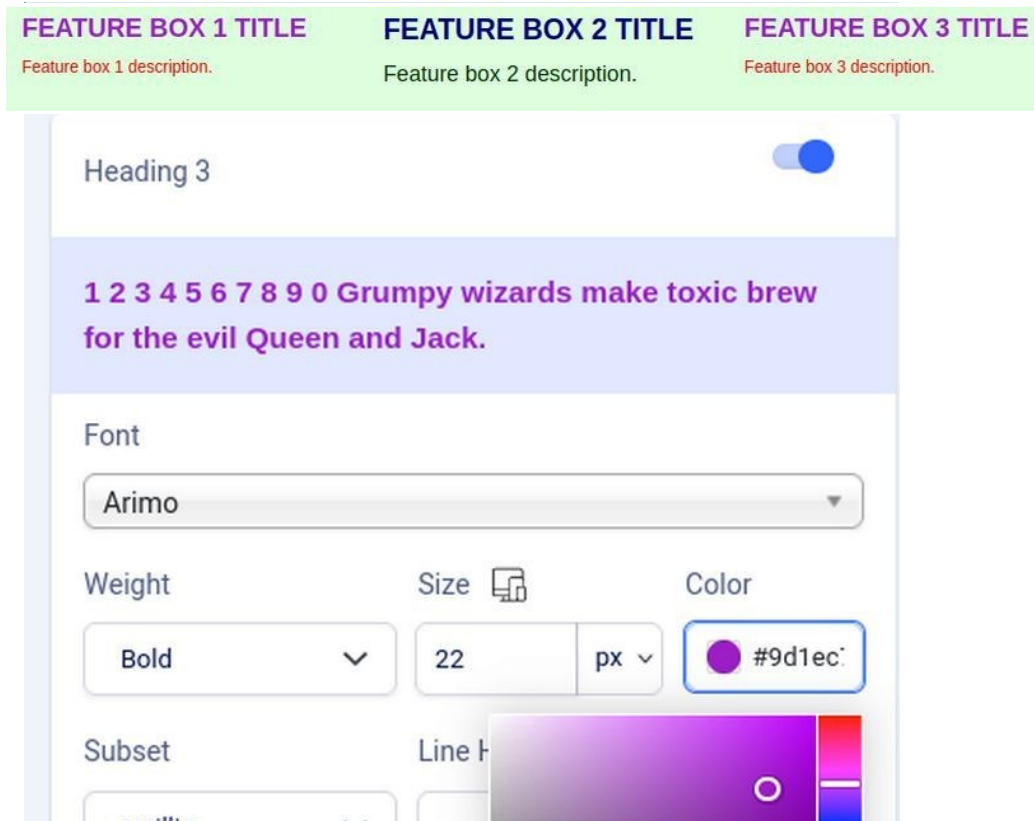 FEATURE BOX 1 TITLE FEATURE BOX 2 TITLE FEATURE BOX 3 TITLE
Feature box 1 description. Feature box 2 description. Feature box 3 description.
Heading 3
1 2 3 4 5 6 7 8 9 0 Grumpy wizards make toxic brew
for the evil Queen and Jack.
Font
Arimo
Weight Size Color
Bold 22 px #9d1ec
Subset Line